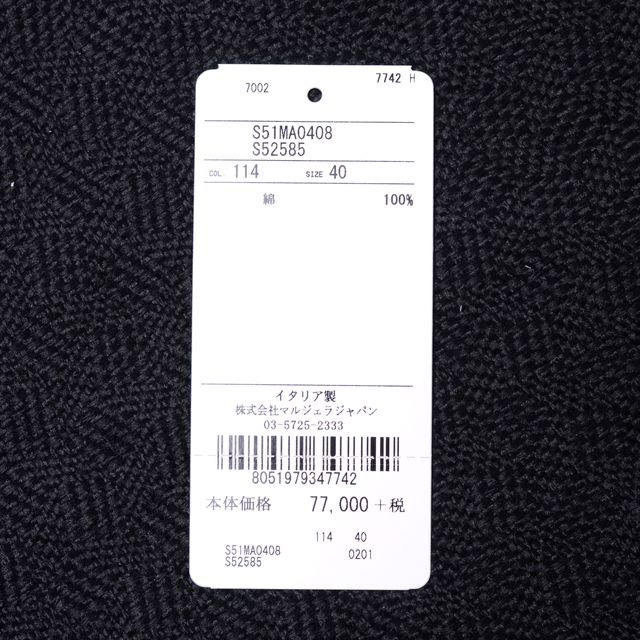 7742 H
7002
S51MA0408
S52585
COL. 114 SIZE 40
綿 100%
イタリア製
株式会社マルジェラジャパン
03-5725-2333
8051979347742
本体価格 77,000 +税
114 40
S51MA0408 0201
S52585